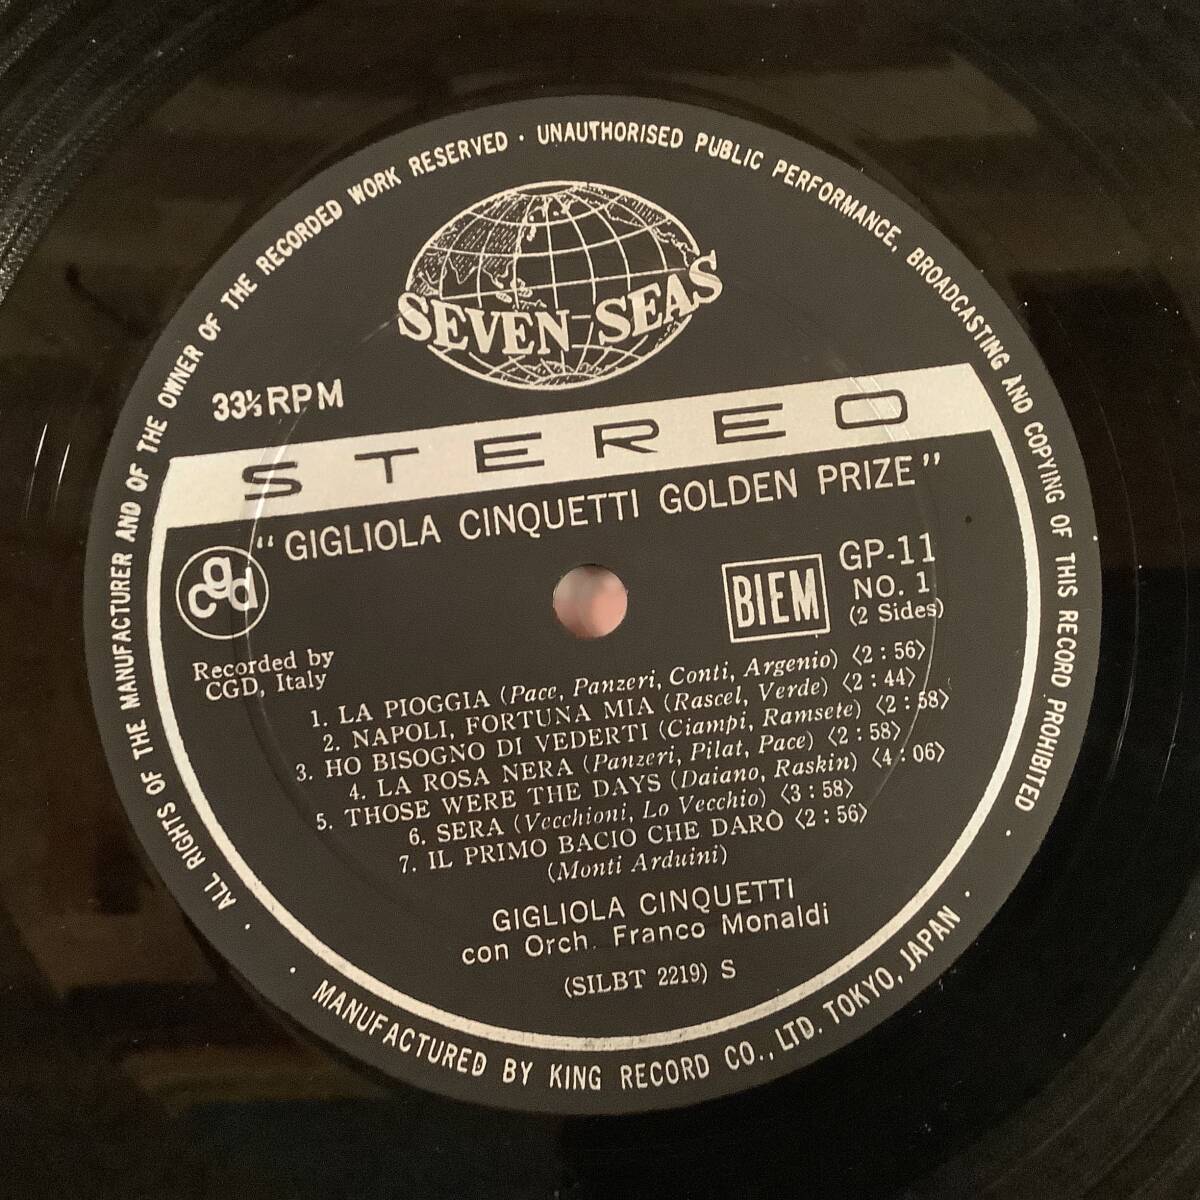 ALL RIGHTS OF THE MANUFACTURER AND OF THE OWNER OF THE RECORDED WORK RESERVED · UNAUTHORISED PUBLIC PERFORMANCE, BROADCASTING AND COPYING OF THIS RECORD PROHIBITED ·
SEVEN SEAS
33⅓ RPM
STEREO
"GIGLIOLA CINQUETTI GOLDEN PRIZE"
cgd
Recorded by
CGD, Italy
BIEM
GP-11
NO. 1
(2 Sides)
1. LA PIOGGIA (Pace, Panzeri, Conti, Argenio) 〈2:56〉
2. NAPOLI, FORTUNA MIA (Rascel, Verde) 〈2:44〉
3. HO BISOGNO DI VEDERTI (Ciampi, Ramsete) 〈2:58〉
4. LA ROSA NERA (Panzeri, Pilat, Pace) 〈2:58〉
5. THOSE WERE THE DAYS (Daiano, Raskin) 〈4:06〉
6. SERA (Vecchioni, Lo Vecchio) 〈3:58〉
7. IL PRIMO BACIO CHE DARÒ 〈2:56〉
(Monti Arduini)
GIGLIOLA CINQUETTI
con Orch. Franco Monaldi
(SILBT 2219) S
· MANUFACTURED BY KING RECORD CO., LTD. TOKYO, JAPAN ·